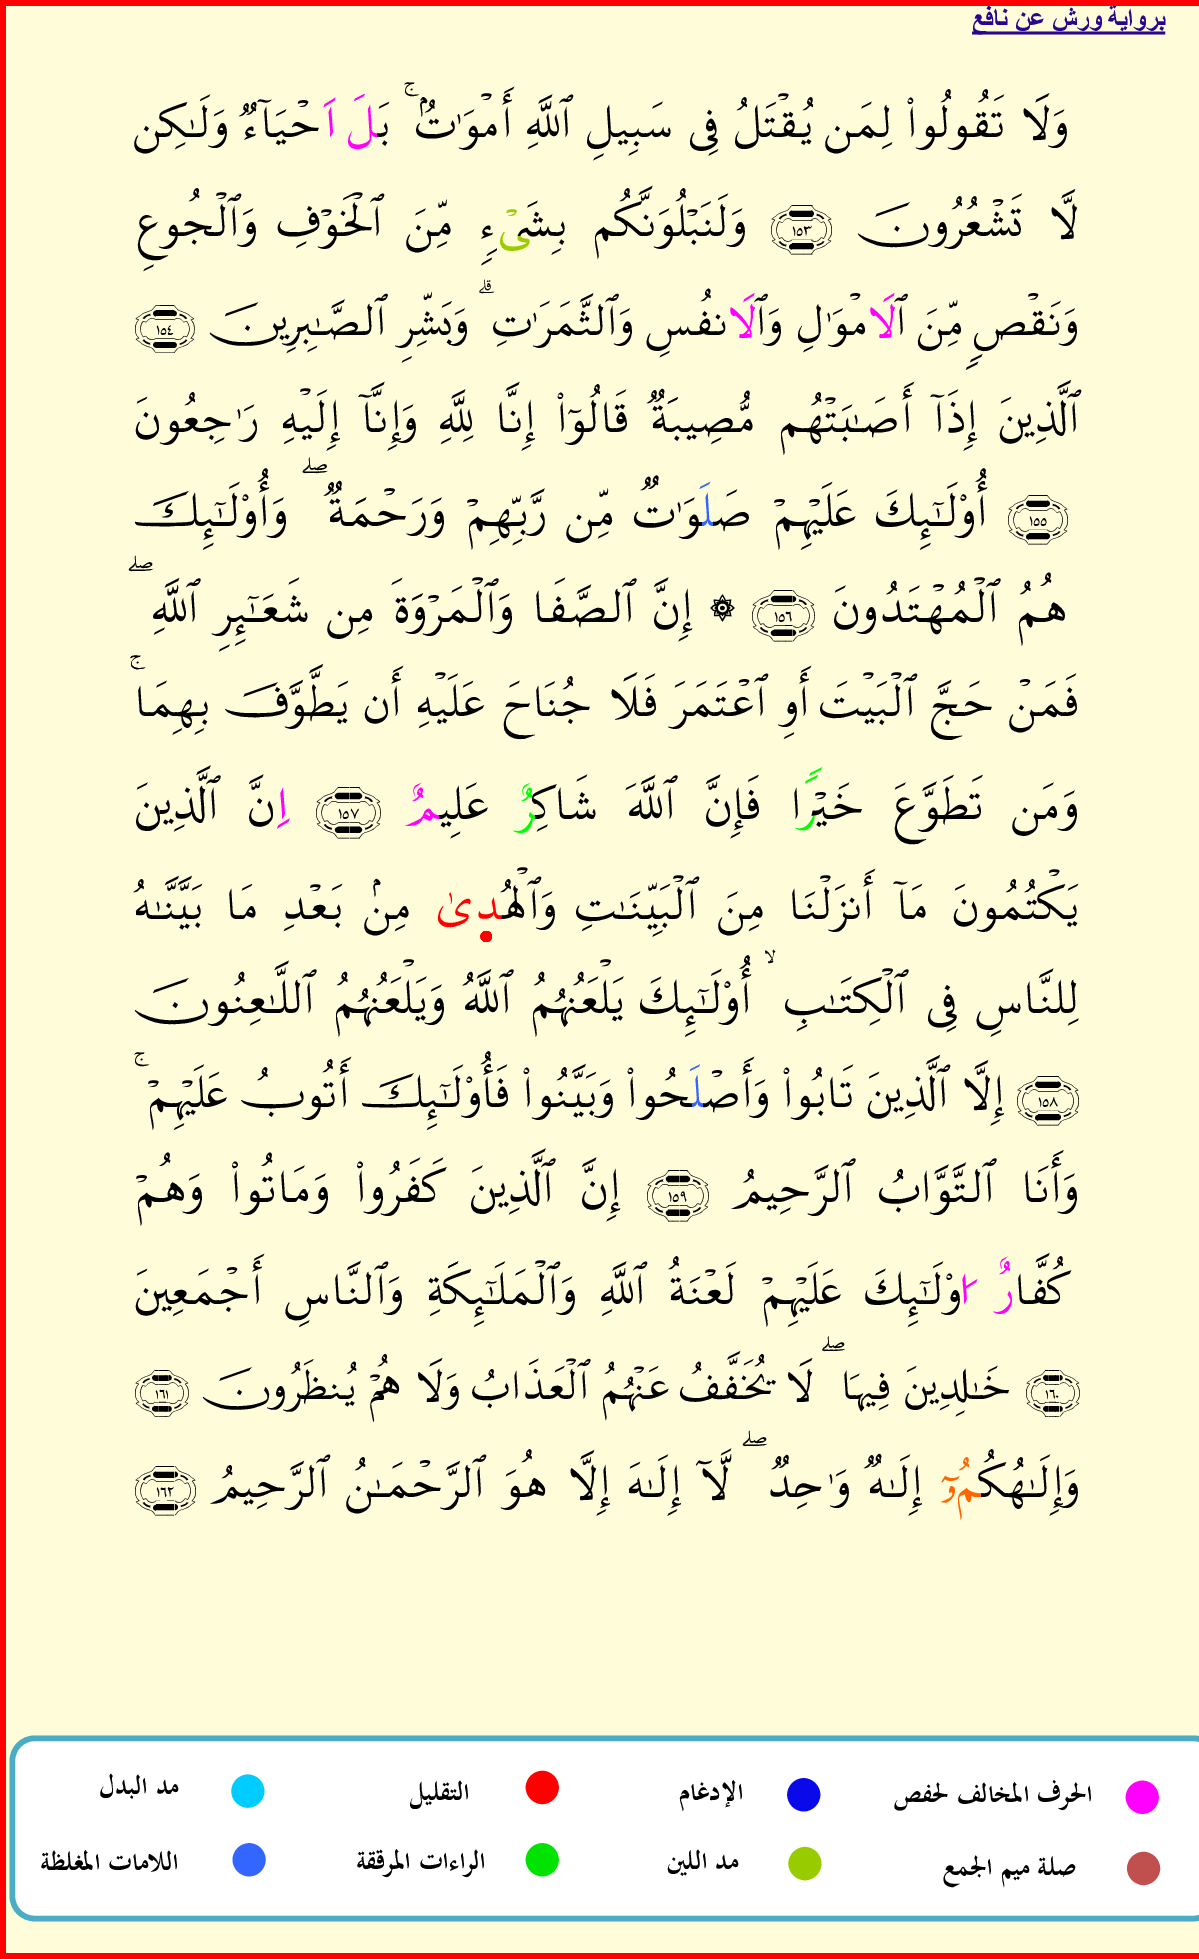 برواية ورش عن نافع
وَلَا تَقُولُواْ لِمَن يُقْتَلُ فِى سَبِيلِ ٱللَّهِ أَمْوَٰتٌۢ ۚ بَلَ اَحْيَآءٌ وَلَـٰكِن
لَّا تَشْعُرُونَ ١٥٣ وَلَنَبْلُوَنَّكُم بِشَىْءٍ مِّنَ ٱلْخَوْفِ وَٱلْجُوعِ
وَنَقْصٍ مِّنَ ٱلَامْوَٰلِ وَٱلَانفُسِ وَٱلثَّمَرَٰتِ ۗ وَبَشِّرِ ٱلصَّـٰبِرِينَ ١٥٤
ٱلَّذِينَ إِذَآ أَصَـٰبَتْهُم مُّصِيبَةٌ قَالُوٓاْ إِنَّا لِلَّهِ وَإِنَّآ إِلَيْهِ رَٰجِعُونَ
١٥٥ أُوْلَـٰٓئِكَ عَلَيْهِمْ صَلَوَٰتٌ مِّن رَّبِّهِمْ وَرَحْمَةٌ ۖ وَأُوْلَـٰٓئِكَ
هُمُ ٱلْمُهْتَدُونَ ١٥٦ ۞ إِنَّ ٱلصَّفَا وَٱلْمَرْوَةَ مِن شَعَـٰٓئِرِ ٱللَّهِ ۖ
فَمَنْ حَجَّ ٱلْبَيْتَ أَوِ ٱعْتَمَرَ فَلَا جُنَاحَ عَلَيْهِ أَن يَطَّوَّفَ بِهِمَا ۚ
وَمَن تَطَوَّعَ خَيْرًا فَإِنَّ ٱللَّهَ شَاكِرٌ عَلِيمٌ ١٥٧ اِنَّ ٱلَّذِينَ
يَكْتُمُونَ مَآ أَنزَلْنَا مِنَ ٱلْبَيِّنَـٰتِ وَٱلْهُدِىٰ مِنۢ بَعْدِ مَا بَيَّنَّـٰهُ
لِلنَّاسِ فِى ٱلْكِتَـٰبِ ۙ أُوْلَـٰٓئِكَ يَلْعَنُهُمُ ٱللَّهُ وَيَلْعَنُهُمُ ٱللَّـٰعِنُونَ
١٥٨ إِلَّا ٱلَّذِينَ تَابُواْ وَأَصْلَحُواْ وَبَيَّنُواْ فَأُوْلَـٰٓئِكَ أَتُوبُ عَلَيْهِمْ ۚ
وَأَنَا ٱلتَّوَّابُ ٱلرَّحِيمُ ١٥٩ إِنَّ ٱلَّذِينَ كَفَرُواْ وَمَاتُواْ وَهُمْ
كُفَّارٌ اوْلَـٰٓئِكَ عَلَيْهِمْ لَعْنَةُ ٱللَّهِ وَٱلْمَلَـٰٓئِكَةِ وَٱلنَّاسِ أَجْمَعِينَ
١٦٠ خَـٰلِدِينَ فِيهَا ۖ لَا يُخَفَّفُ عَنْهُمُ ٱلْعَذَابُ وَلَا هُمْ يُنظَرُونَ ١٦١
وَإِلَـٰهُكُمُۥٓ إِلَـٰهٌ وَٰحِدٌ ۖ لَّآ إِلَـٰهَ إِلَّا هُوَ ٱلرَّحْمَـٰنُ ٱلرَّحِيمُ ١٦٢
الحرف المخالف لحفص الإدغام التقليل مد البدل
صلة ميم الجمع مد اللين الراءات المرققة اللامات المغلظة